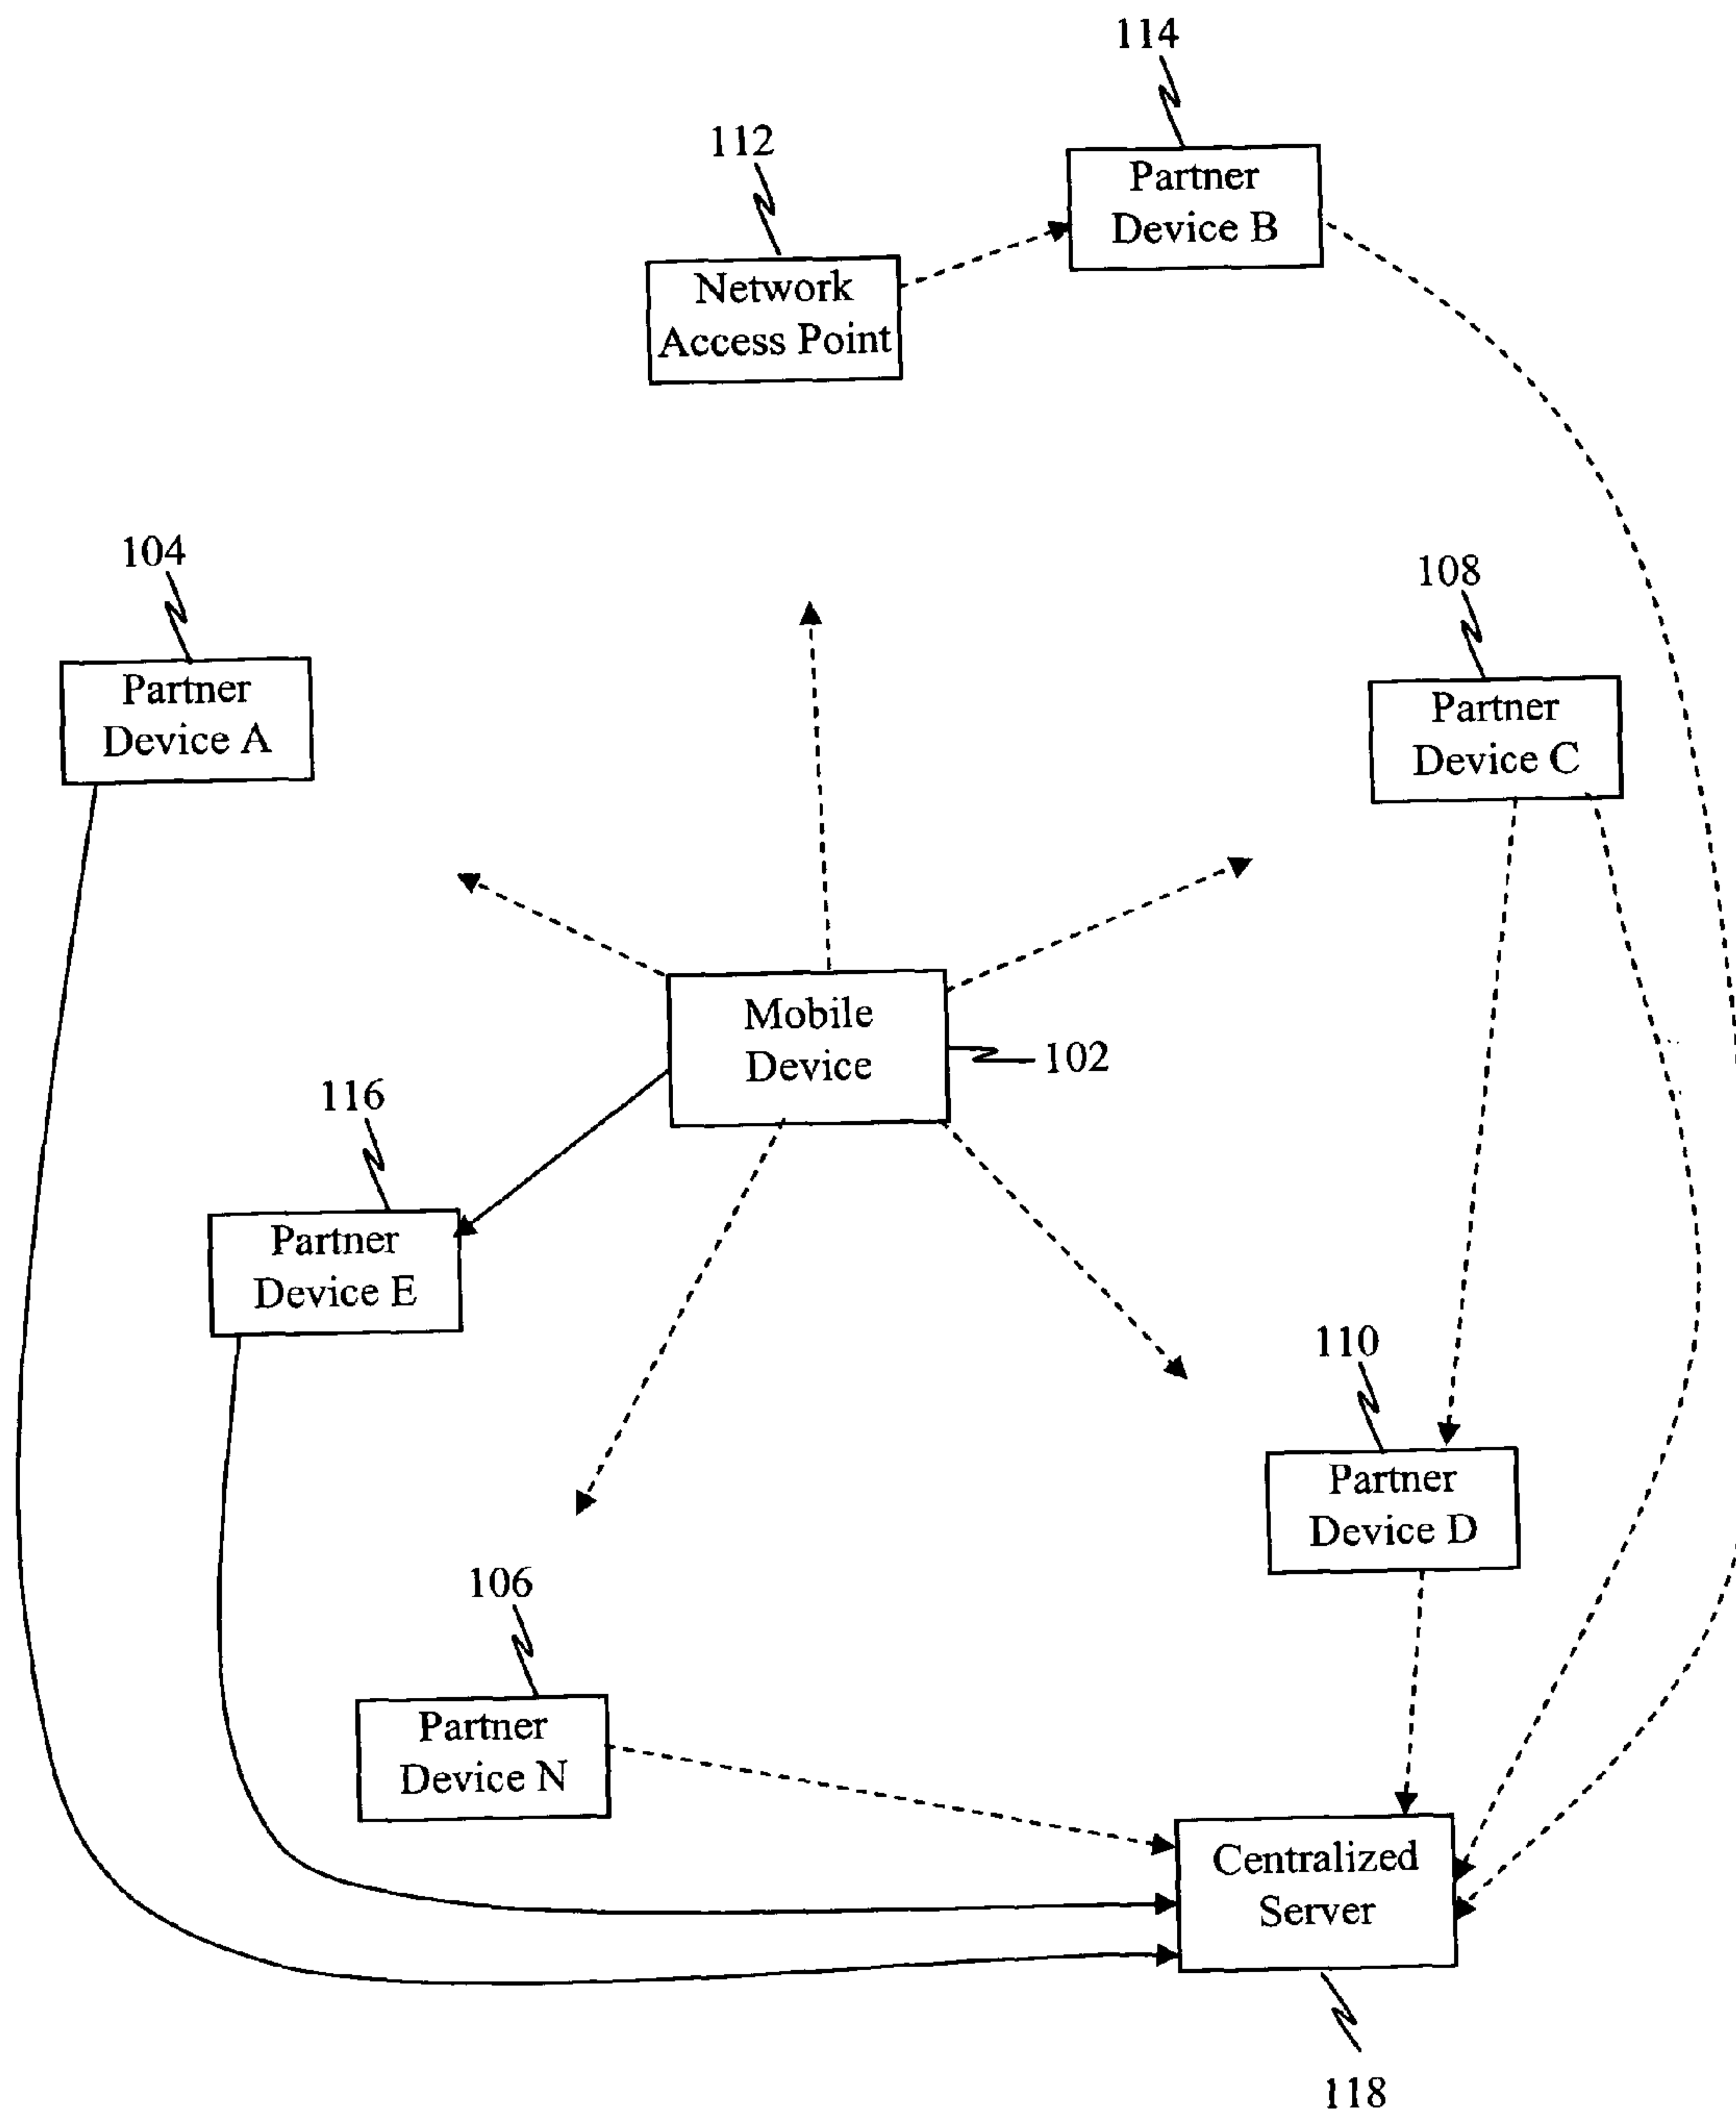 114
112
Partner
Device B
Network
Access Point
104
108
Partner
Device A
Partner
Device C
Mobile
Device
102
116
Partner
Device E
110
Partner
Device D
106
Partner
Device N
Centralized
Server
118